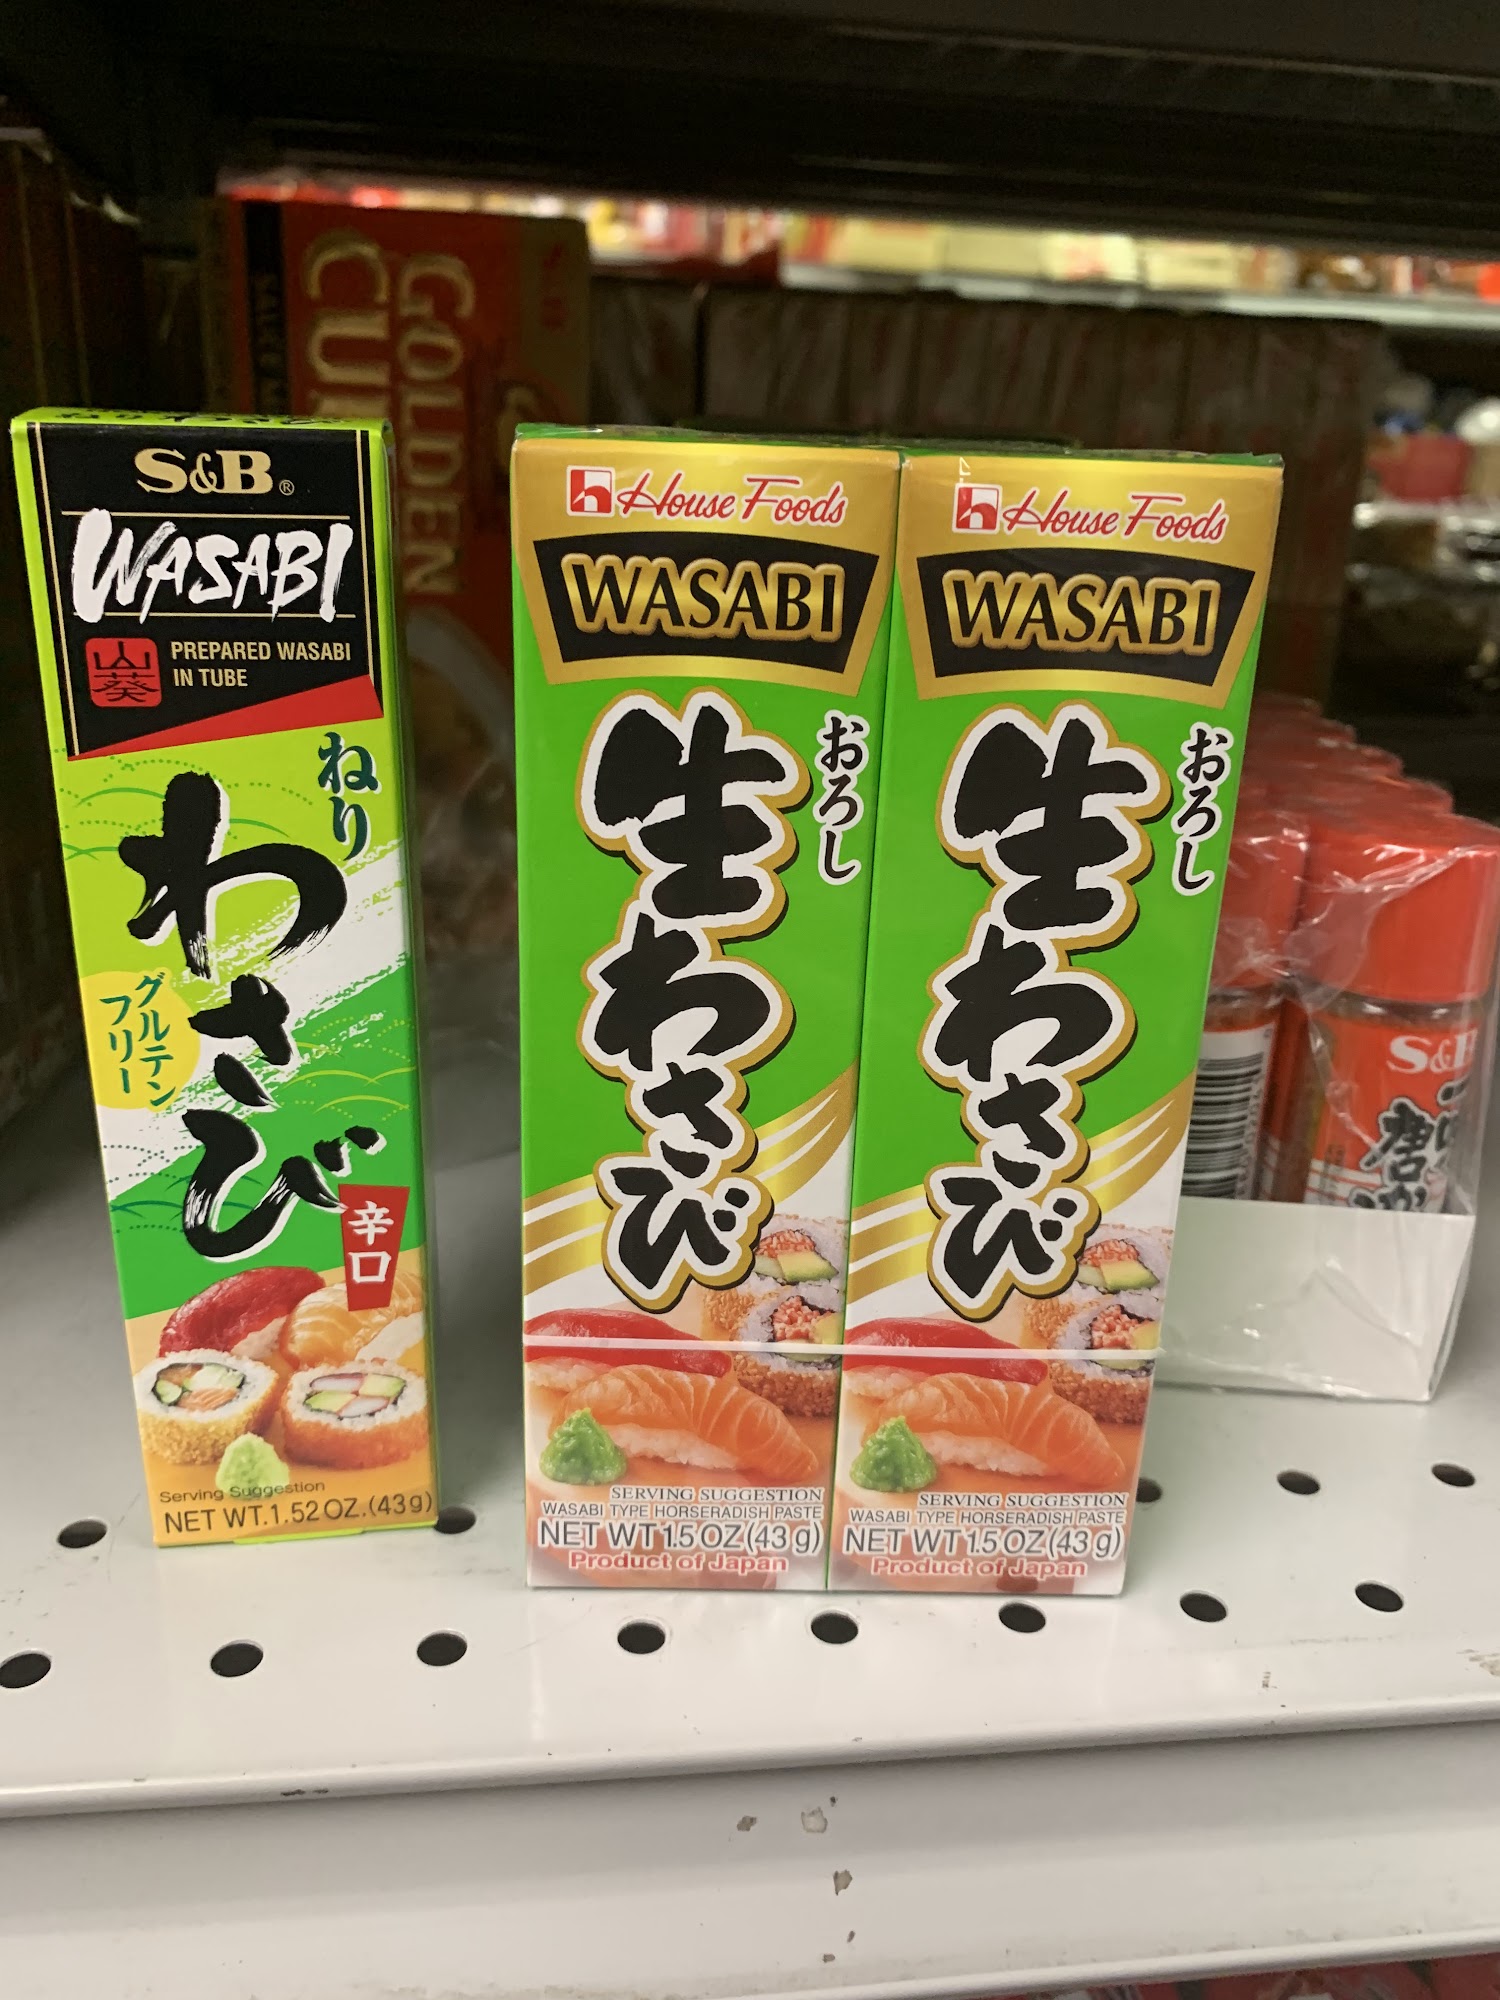 S&B®
WASABI
山葵
PREPARED WASABI
IN TUBE
ねり
わさび
グルテン
フリー
辛口
Serving Suggestion
NET WT.1.52 OZ.(43g)
House Foods
WASABI
おろし
生わさび
SERVING SUGGESTION
WASABI TYPE HORSERADISH PASTE
NET WT 1.5 OZ (43 g)
Product of Japan
House Foods
WASABI
おろし
生わさび
SERVING SUGGESTION
WASABI TYPE HORSERADISH PASTE
NET WT 1.5 OZ (43 g)
Product of Japan
GOLDEN
S&B